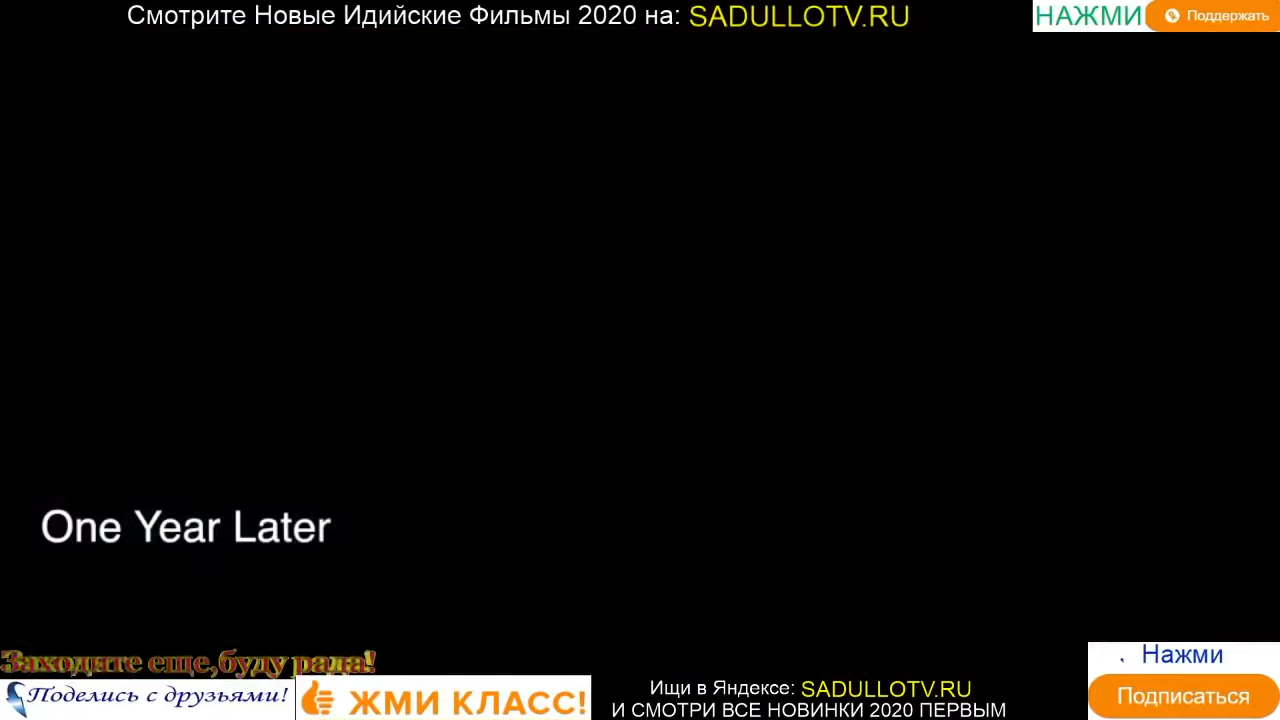 Смотрите Новые Идийские Фильмы 2020 на: SADULLOTV.RU
НАЖМИ Поддержать
One Year Later
Заходите еще,буду рада!
Поделись с друзьями!
ЖМИ КЛАСС!
Ищи в Яндексе: SADULLOTV.RU
И СМОТРИ ВСЕ НОВИНКИ 2020 ПЕРВЫМ
Нажми
Подписаться